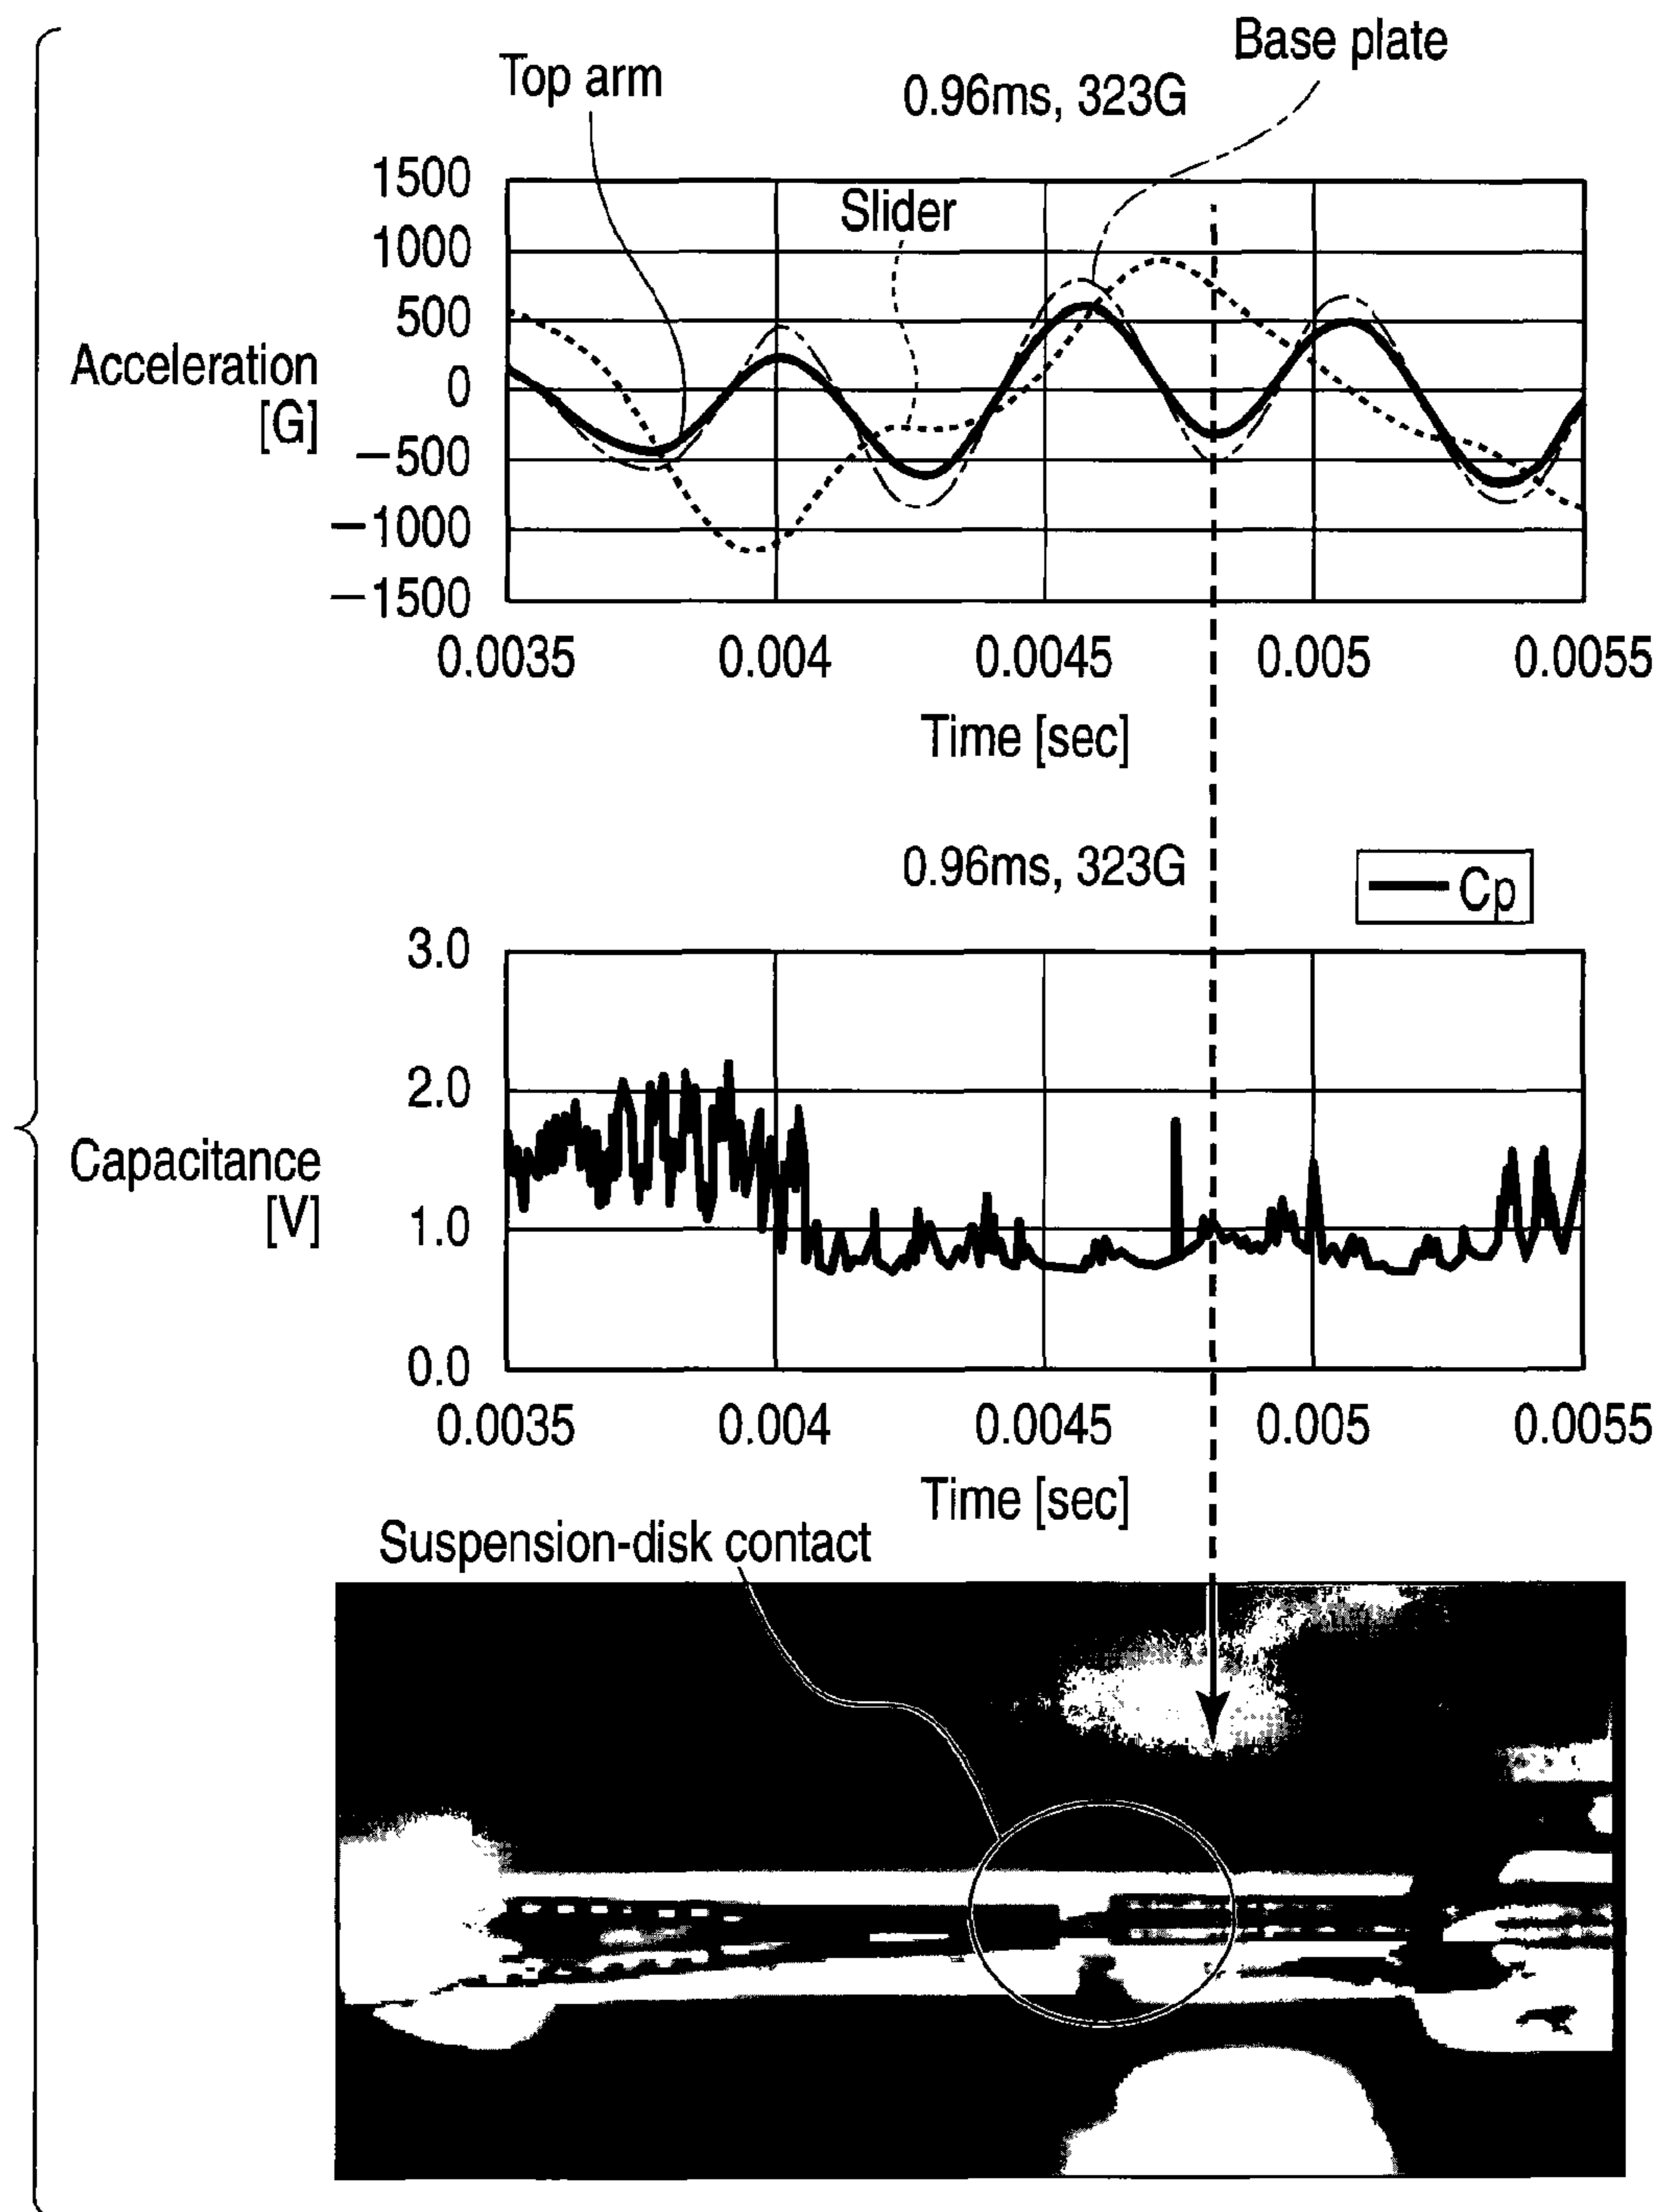 Base plate
Top arm
0.96ms, 323G
Slider
1500
1000
500
0
−500
−1000
−1500
Acceleration
[G]
0.0035 0.004 0.0045 0.005 0.0055
Time [sec]
0.96ms, 323G
Cp
3.0
2.0
1.0
0.0
Capacitance
[V]
0.0035 0.004 0.0045 0.005 0.0055
Time [sec]
Suspension-disk contact